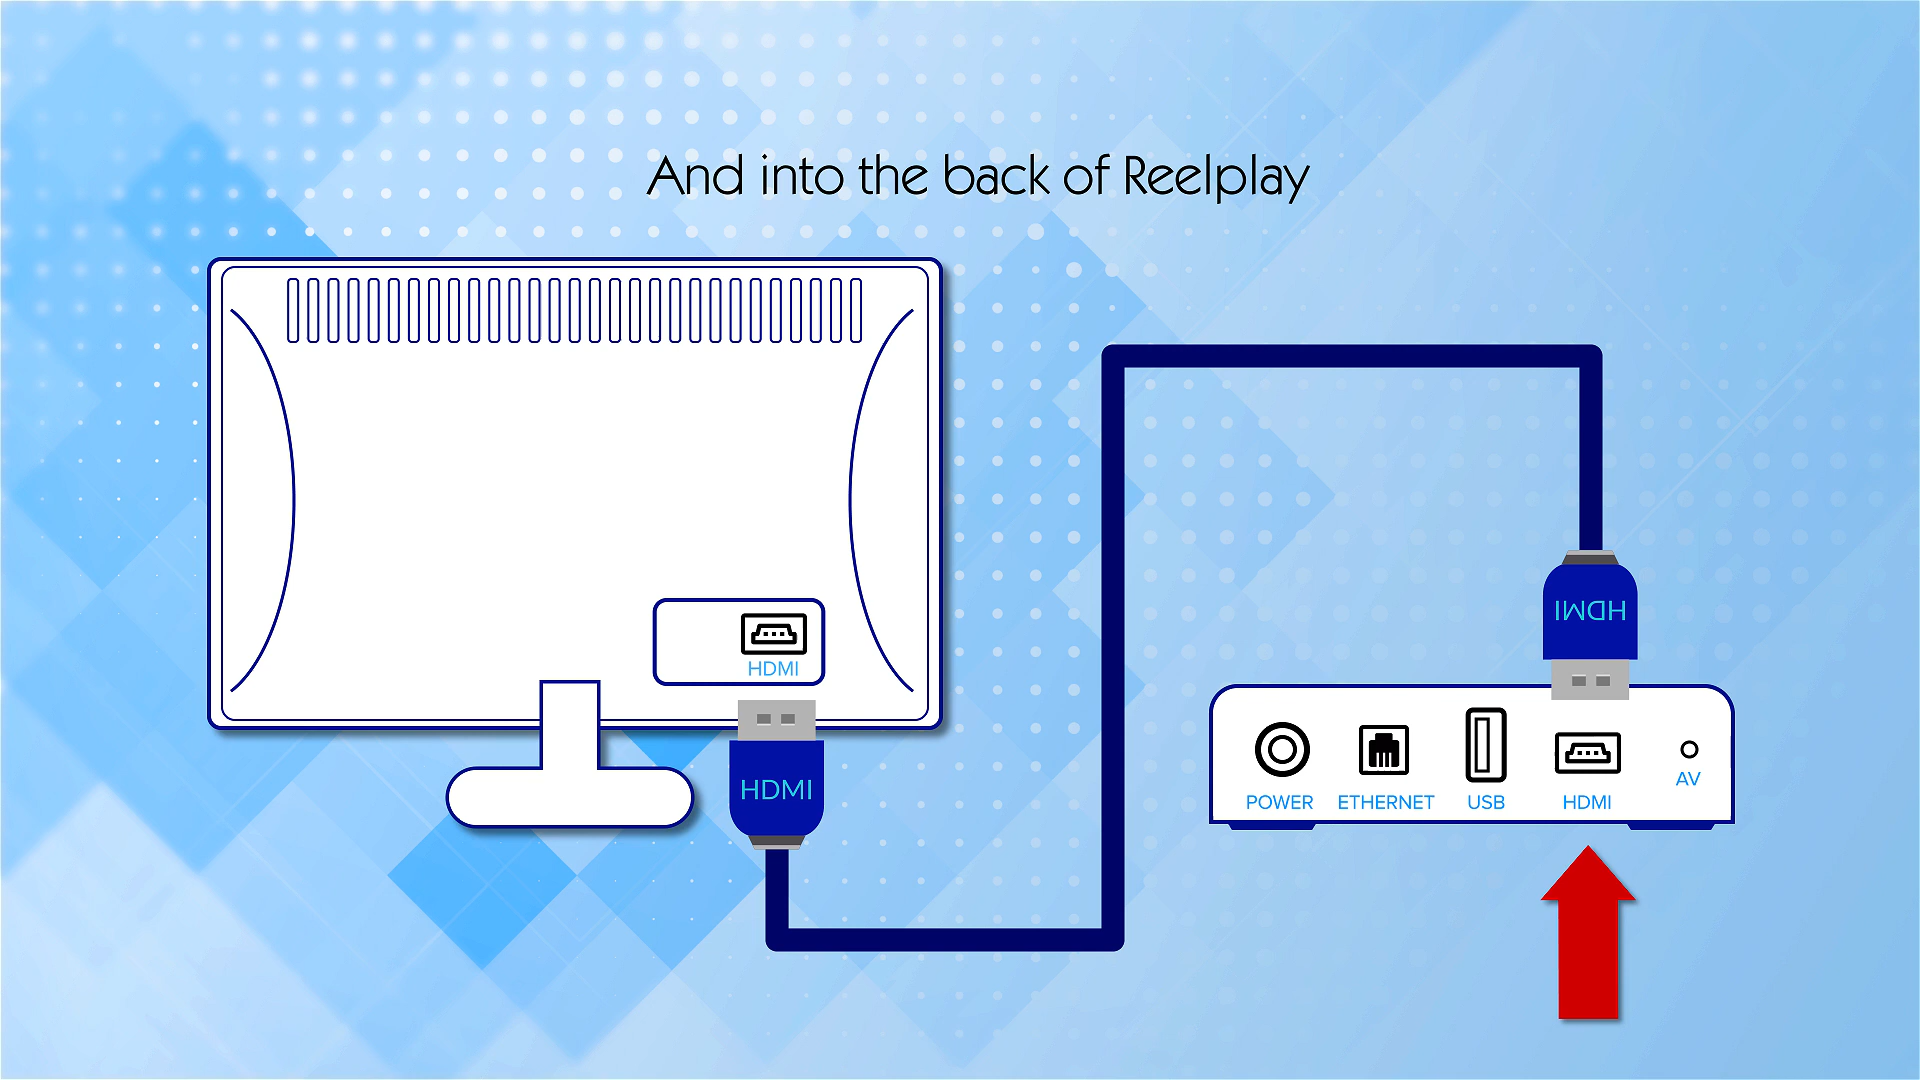 And into the back of Reelplay
HDMI
HDMI
HDMI
POWER
ETHERNET
USB
HDMI
AV